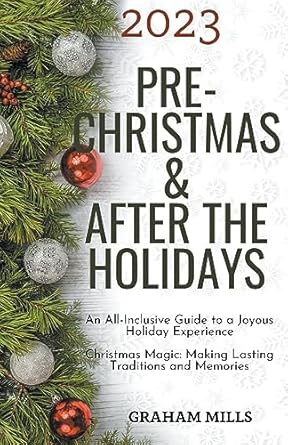 2023
PRE-
CHRISTMAS
&
AFTER THE
HOLIDAYS
An All-Inclusive Guide to a Joyous
Holiday Experience
Christmas Magic: Making Lasting
Traditions and Memories
GRAHAM MILLS